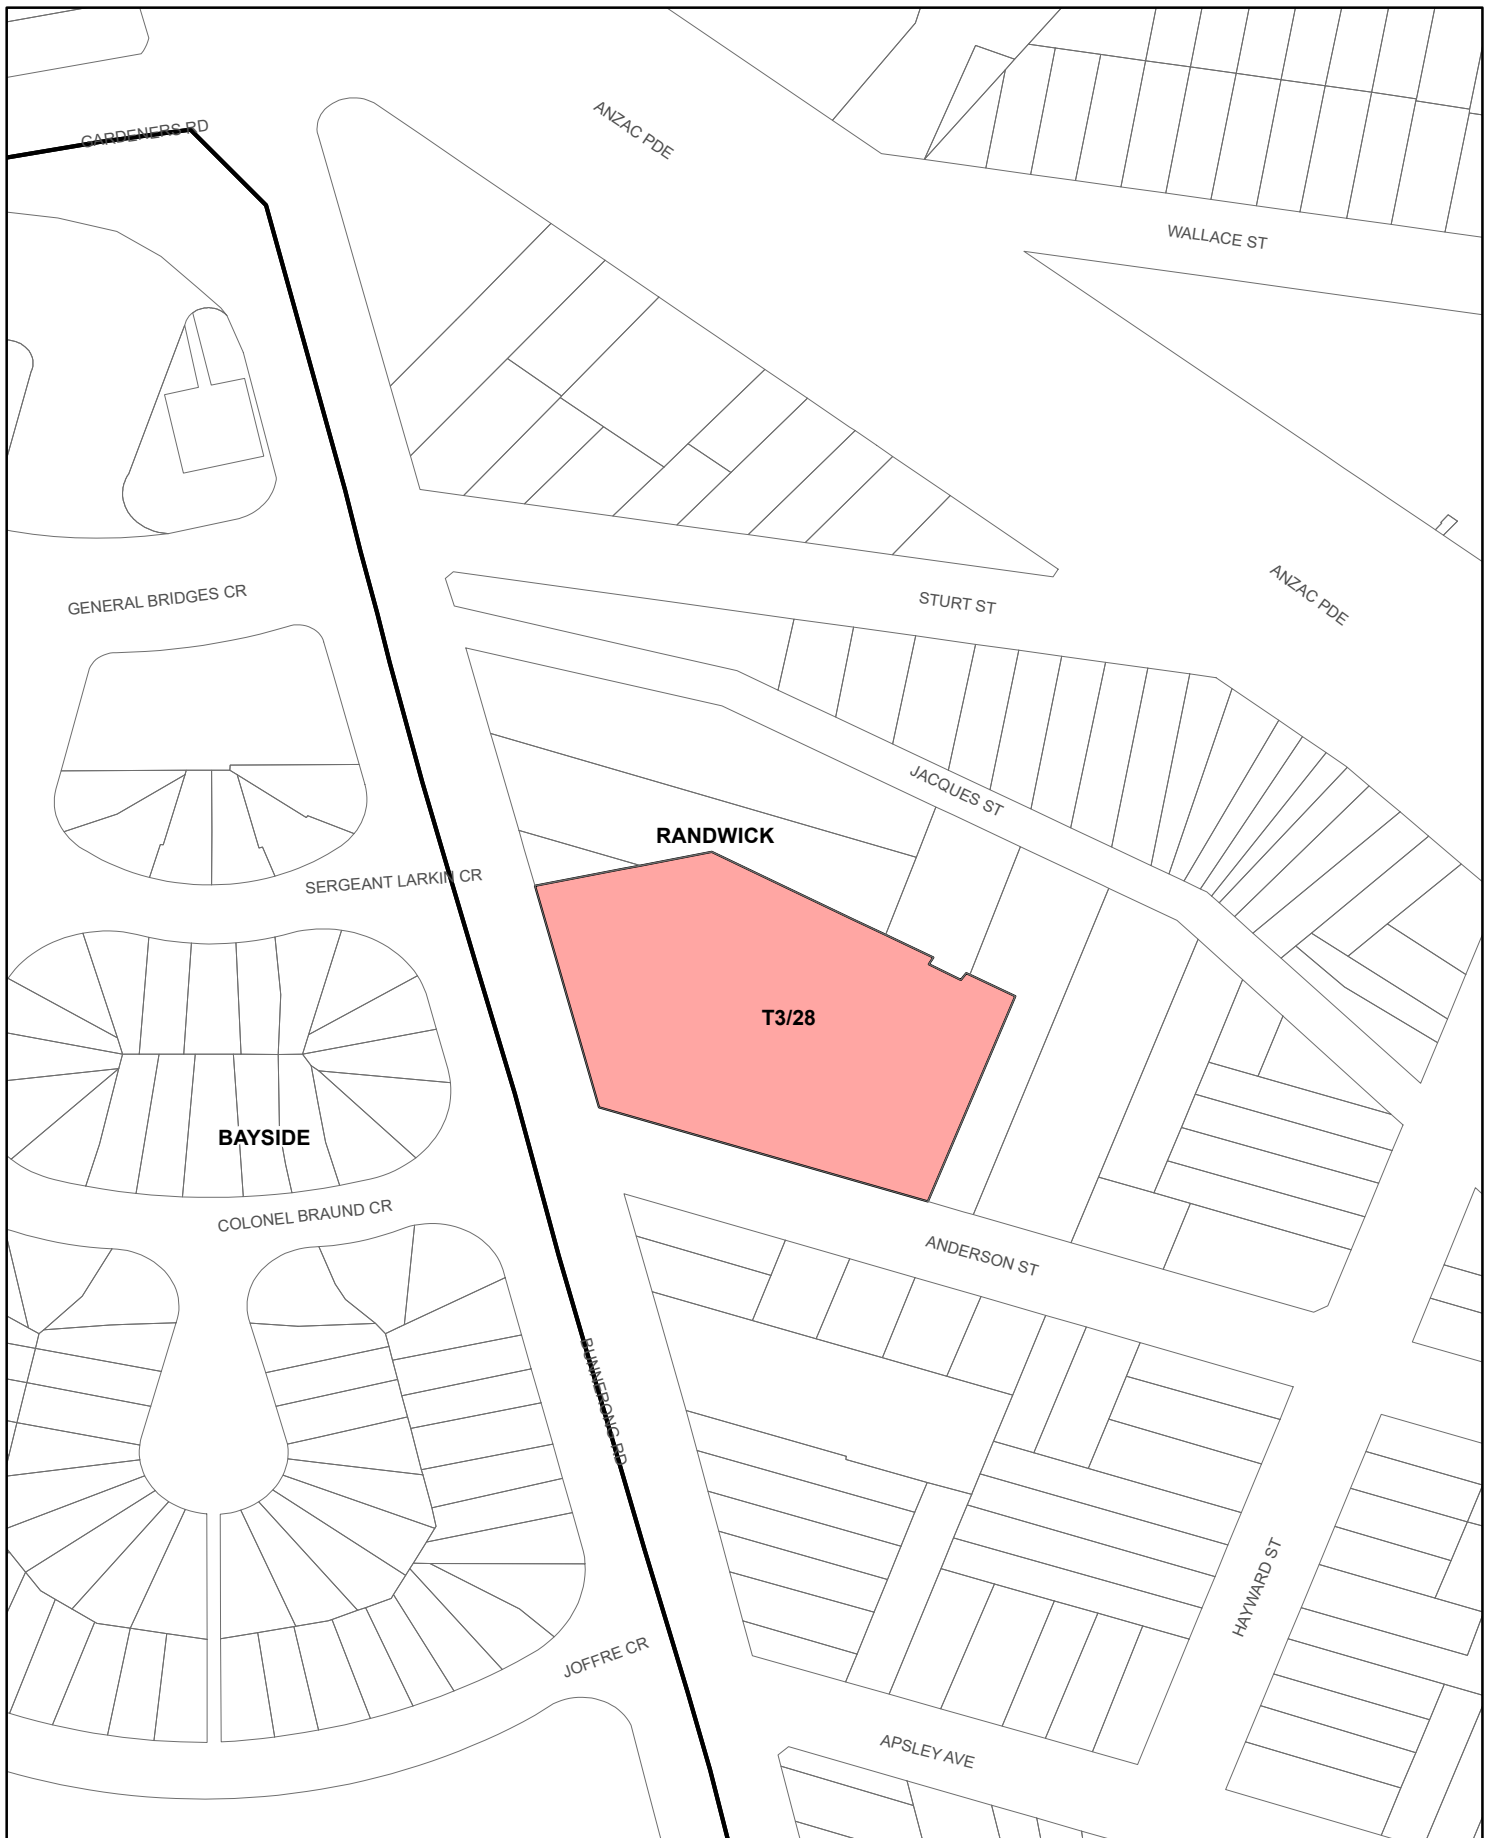 ANZAC PDE
GARDENERS RD
WALLACE ST
ANZAC PDE
GENERAL BRIDGES CR
STURT ST
JACQUES ST
RANDWICK
SERGEANT LARKIN CR
T3/28
BAYSIDE
COLONEL BRAUND CR
ANDERSON ST
BUNNERONG RD
HAYWARD ST
JOFFRE CR
APSLEY AVE